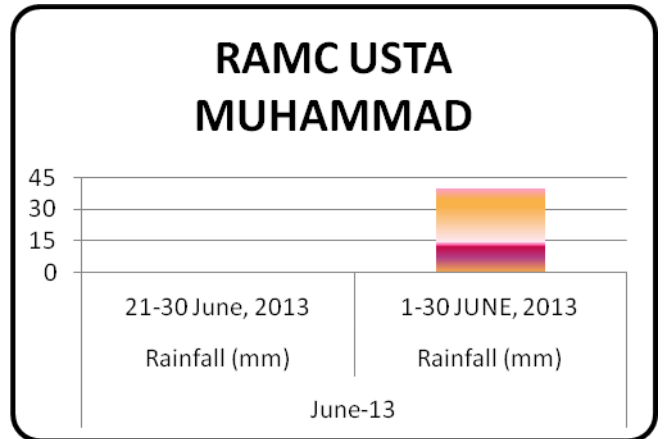 RAMC USTA
MUHAMMAD
45
30
15
0
21-30 June, 2013 1-30 JUNE, 2013
Rainfall (mm) Rainfall (mm)
June-13